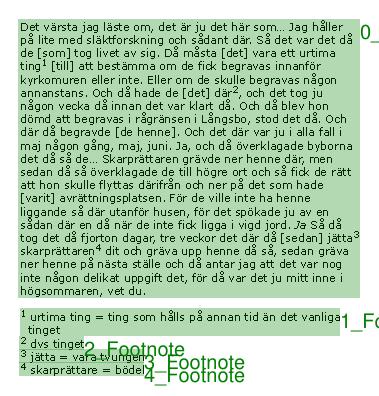 Det värsta jag läste om, det är ju det här som... Jag håller
på lite med släktforskning och sådant där. Så det var det då
de [som] tog livet av sig. Då måsta [det] vara ett urtima
ting¹ [till] att bestämma om de fick begravas innanför
kyrkomuren eller inte. Eller om de skulle begravas någon
annanstans. Och då hade de [det] där², och det tog ju
någon vecka då innan det var klart då. Och då blev hon
dömd att begravas i rågränsen i Långsbo, stod det då. Och
där då begravde [de henne]. Och det där var ju i alla fall i
maj någon gång, maj, juni. Ja, och då överklagade byborna
det då så de... Skarprättaren grävde ner henne där, men
sedan då så överklagade de till högre ort och så fick de rätt
att hon skulle flyttas därifrån och ner på det som hade
[varit] avrättningsplatsen. För de ville inte ha henne
liggande så där utanför husen, för det spökade ju av en
sådan där en då när de inte fick ligga i vigd jord. Ja Så då
tog det då fjorton dagar, tre veckor det där då [sedan] jätta³
skarprättaren⁴ dit och gräva upp henne då så, sedan gräva
ner henne på nästa ställe och då antar jag att det var nog
inte någon delikat uppgift det, för då var det ju mitt inne i
högsommaren, vet du.
¹ urtima ting = ting som hålls på annan tid än det vanliga
tinget
² dvs tinget
³ jätta = vara tvungen
⁴ skarprättare = bödel
0_
1_Fo
2_Footnote
3_Footnote
4_Footnote